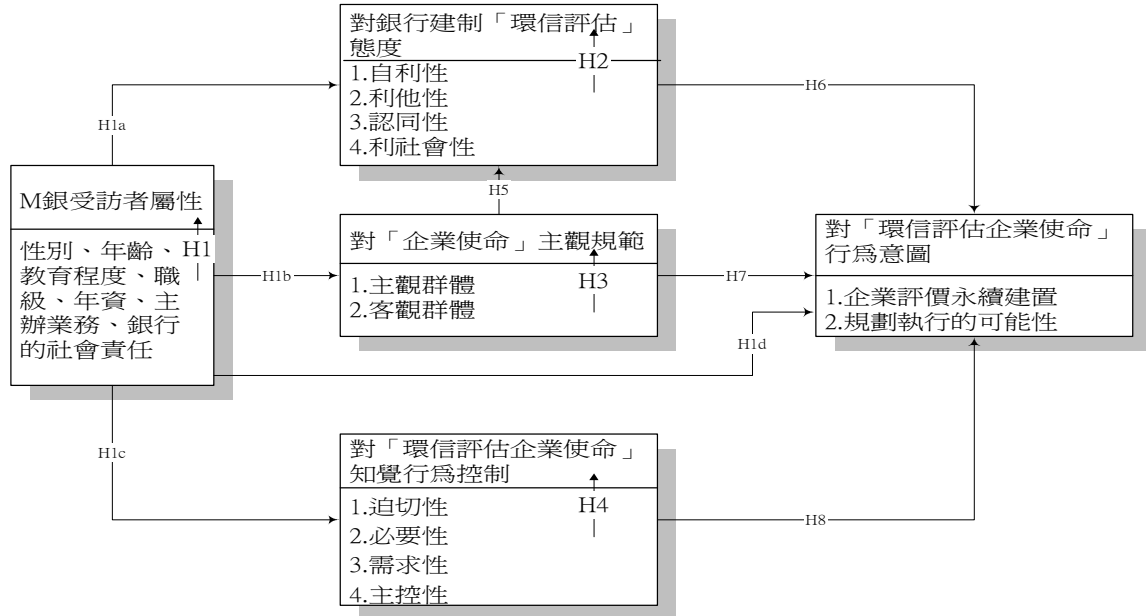 對銀行建制「環信評估」
態度
H2
1.自利性
2.利他性
3.認同性
4.利社會性
H6
H1a
H5
M銀受訪者屬性
H1
性別、年齡、
教育程度、職
級、年資、主
辦業務、銀行
的社會責任
H1b
對「企業使命」主觀規範
H3
1.主觀群體
2.客觀群體
H7
對「環信評估企業使命」
行為意圖
1.企業評價永續建置
2.規劃執行的可能性
H1d
H1c
對「環信評估企業使命」
知覺行為控制
H4
1.迫切性
2.必要性
3.需求性
4.主控性
H8